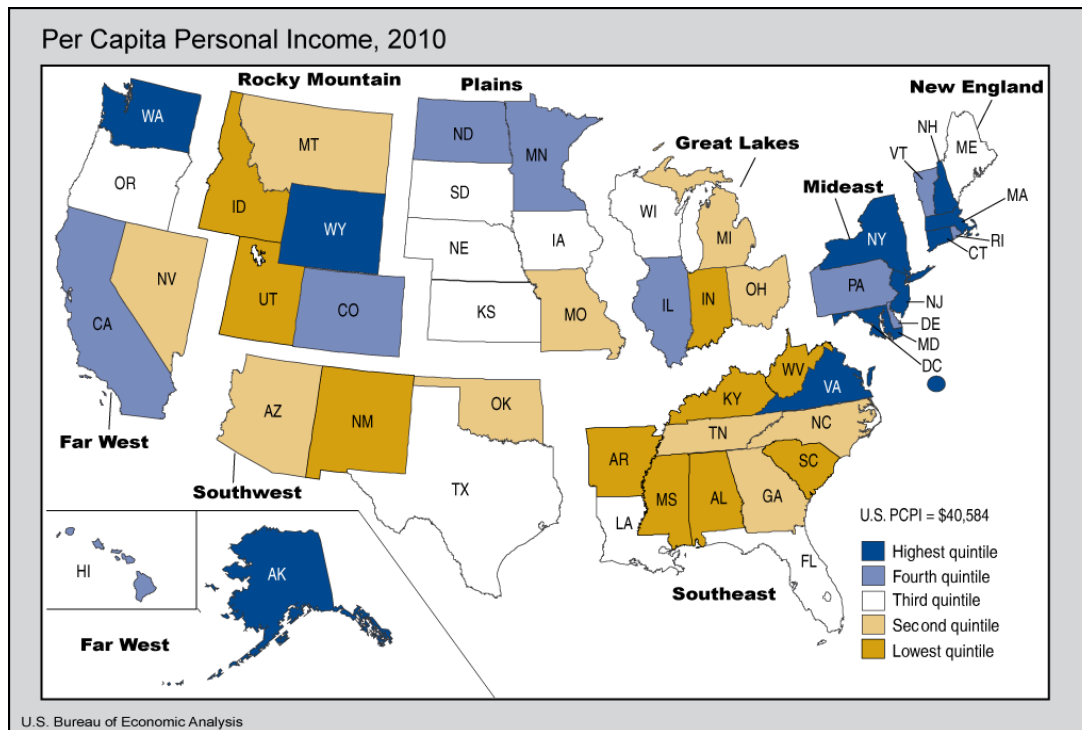 Per Capita Personal Income, 2010
Rocky Mountain
Plains
New England
Great Lakes
Mideast
WA
OR
CA
NV
ID
MT
WY
UT
CO
ND
MN
SD
NE
IA
KS
MO
WI
MI
IL
IN
OH
NH
VT
ME
MA
RI
CT
NY
PA
NJ
DE
MD
DC
Far West
AZ
NM
OK
TX
Southwest
WV
VA
KY
TN
NC
AR
SC
MS
AL
GA
LA
FL
Southeast
HI
AK
Far West
U.S. PCPI = $40,584
Highest quintile
Fourth quintile
Third quintile
Second quintile
Lowest quintile
U.S. Bureau of Economic Analysis